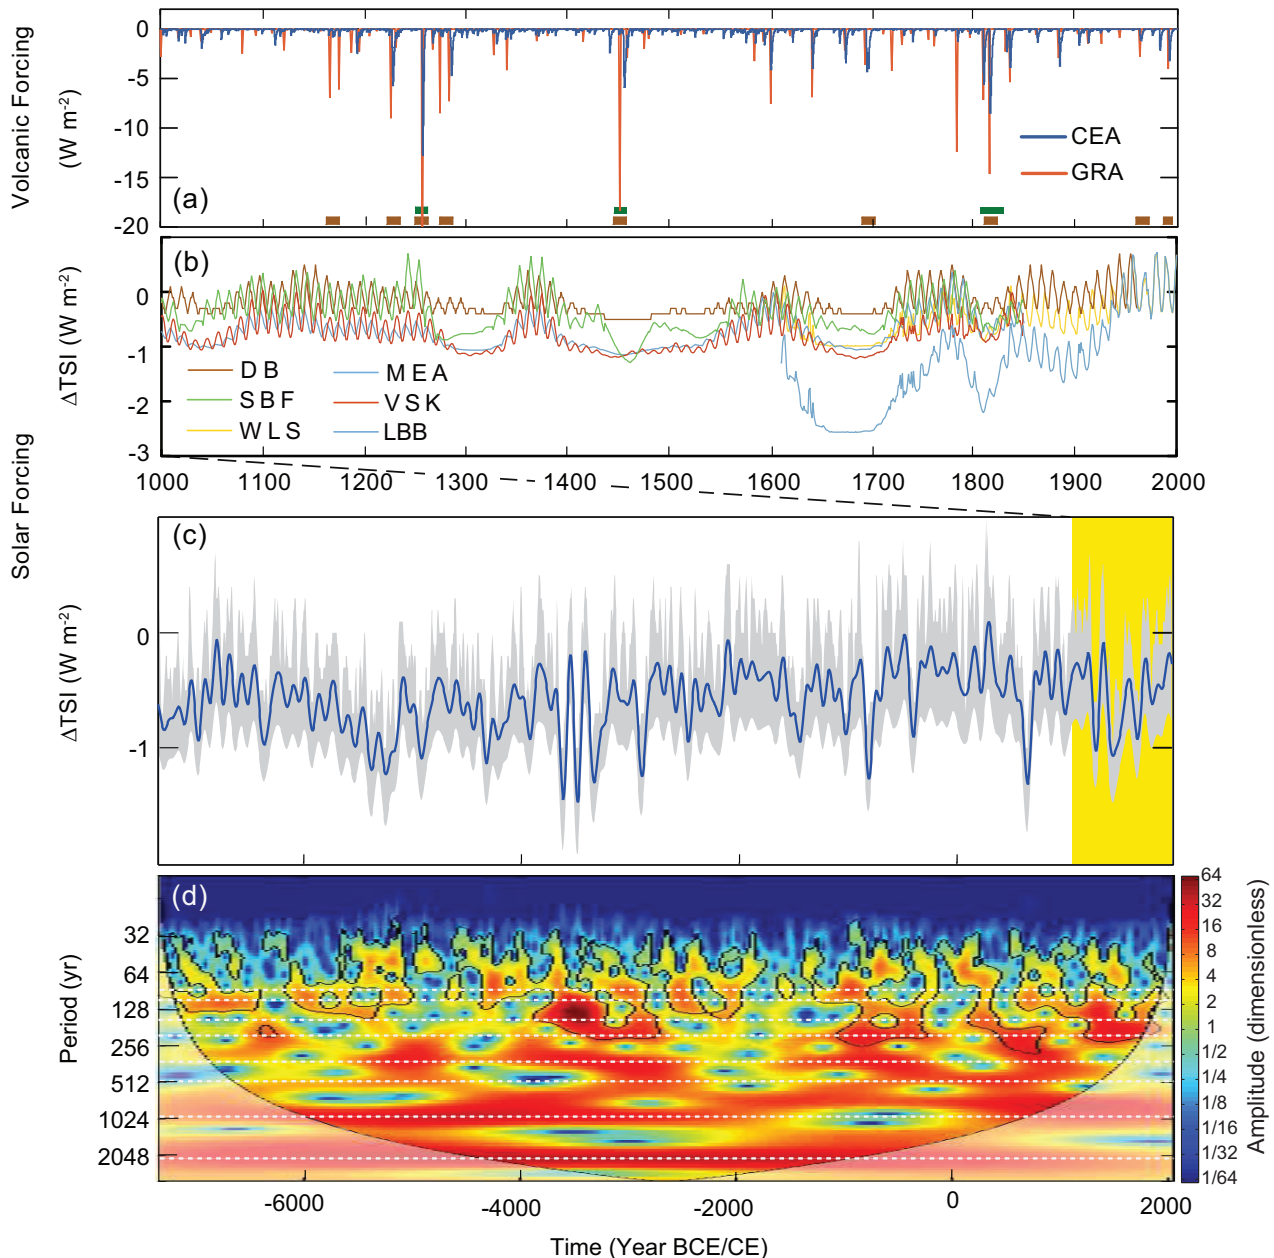 Volcanic Forcing
(W m-2)
0
-5
-10
-15
-20
(a)
CEA
GRA
Solar Forcing
ΔTSI (W m-2)
0
-1
-2
-3
(b)
DB
SBF
WLS
MEA
VSK
LBB
1000 1100 1200 1300 1400 1500 1600 1700 1800 1900 2000
(c)
ΔTSI (W m-2)
0
-1
(d)
Period (yr)
32
64
128
256
512
1024
2048
64
32
16
8
4
2
1
1/2
1/4
1/8
1/16
1/32
1/64
Amplitude (dimensionless)
-6000 -4000 -2000 0 2000
Time (Year BCE/CE)